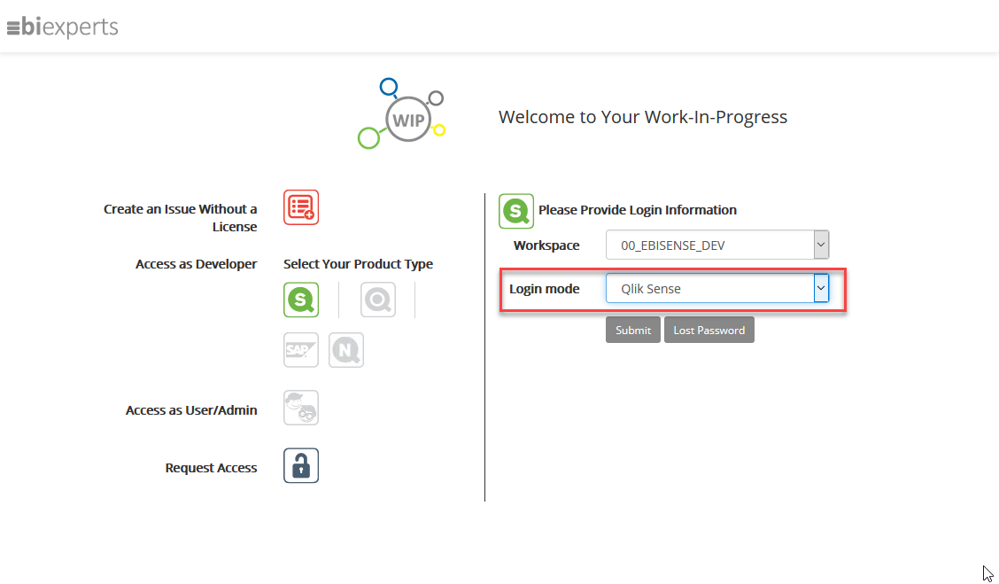 ebiexperts
WIP
Welcome to Your Work-In-Progress
Create an Issue Without a
License
Access as Developer
Select Your Product Type
S
SAP
N
Access as User/Admin
Request Access
S
Please Provide Login Information
Workspace
00_EBISENSE_DEV
Login mode
Qlik Sense
Submit
Lost Password